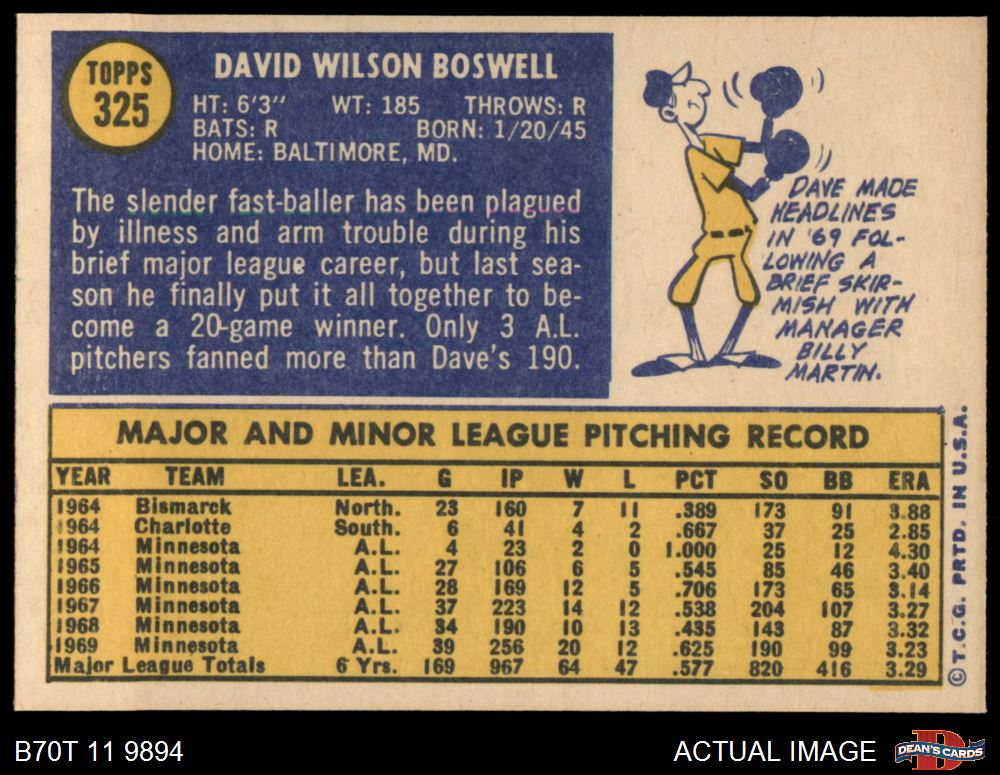 TOPPS
325
DAVID WILSON BOSWELL
HT: 6'3" WT: 185 THROWS: R
BATS: R BORN: 1/20/45
HOME: BALTIMORE, MD.
The slender fast-baller has been plagued
by illness and arm trouble during his
brief major league career, but last sea-
son he finally put it all together to be-
come a 20-game winner. Only 3 A.L.
pitchers fanned more than Dave's 190.
DAVE MADE
HEADLINES
IN '69 FOL-
LOWING A
BRIEF SKIR-
MISH WITH
MANAGER
BILLY
MARTIN.
MAJOR AND MINOR LEAGUE PITCHING RECORD
YEAR TEAM LEA. G IP W L PCT SO BB ERA
1964 Bismarck North. 23 160 7 11 .389 173 91 3.88
1964 Charlotte South. 6 41 4 2 .667 37 25 2.85
1964 Minnesota A.L. 4 23 2 0 1.000 25 12 4.30
1965 Minnesota A.L. 27 106 6 5 .545 85 46 3.40
1966 Minnesota A.L. 28 169 12 5 .706 173 65 3.14
1967 Minnesota A.L. 37 223 14 12 .538 204 107 3.27
1968 Minnesota A.L. 34 190 10 13 .435 143 87 3.32
1969 Minnesota A.L. 39 256 20 12 .625 190 99 3.23
Major League Totals 6 Yrs. 169 967 64 47 .577 820 416 3.29
© T.C.G. PRTD. IN U.S.A.
B70T 11 9894
ACTUAL IMAGE
DEAN'S CARDS